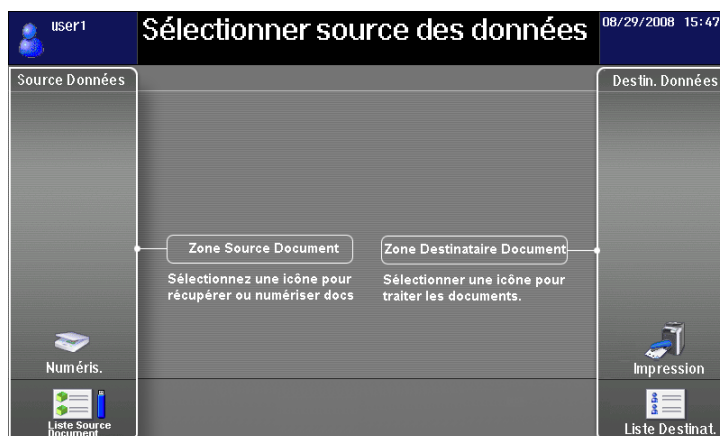 user1
Sélectionner source des données
08/29/2008 15:47
Source Données
Destin. Données
Zone Source Document
Zone Destinataire Document
Sélectionnez une icône pour
récupérer ou numériser docs
Sélectionner une icône pour
traiter les documents.
Numéris.
Impression
Liste Source
Document
Liste Destinat.